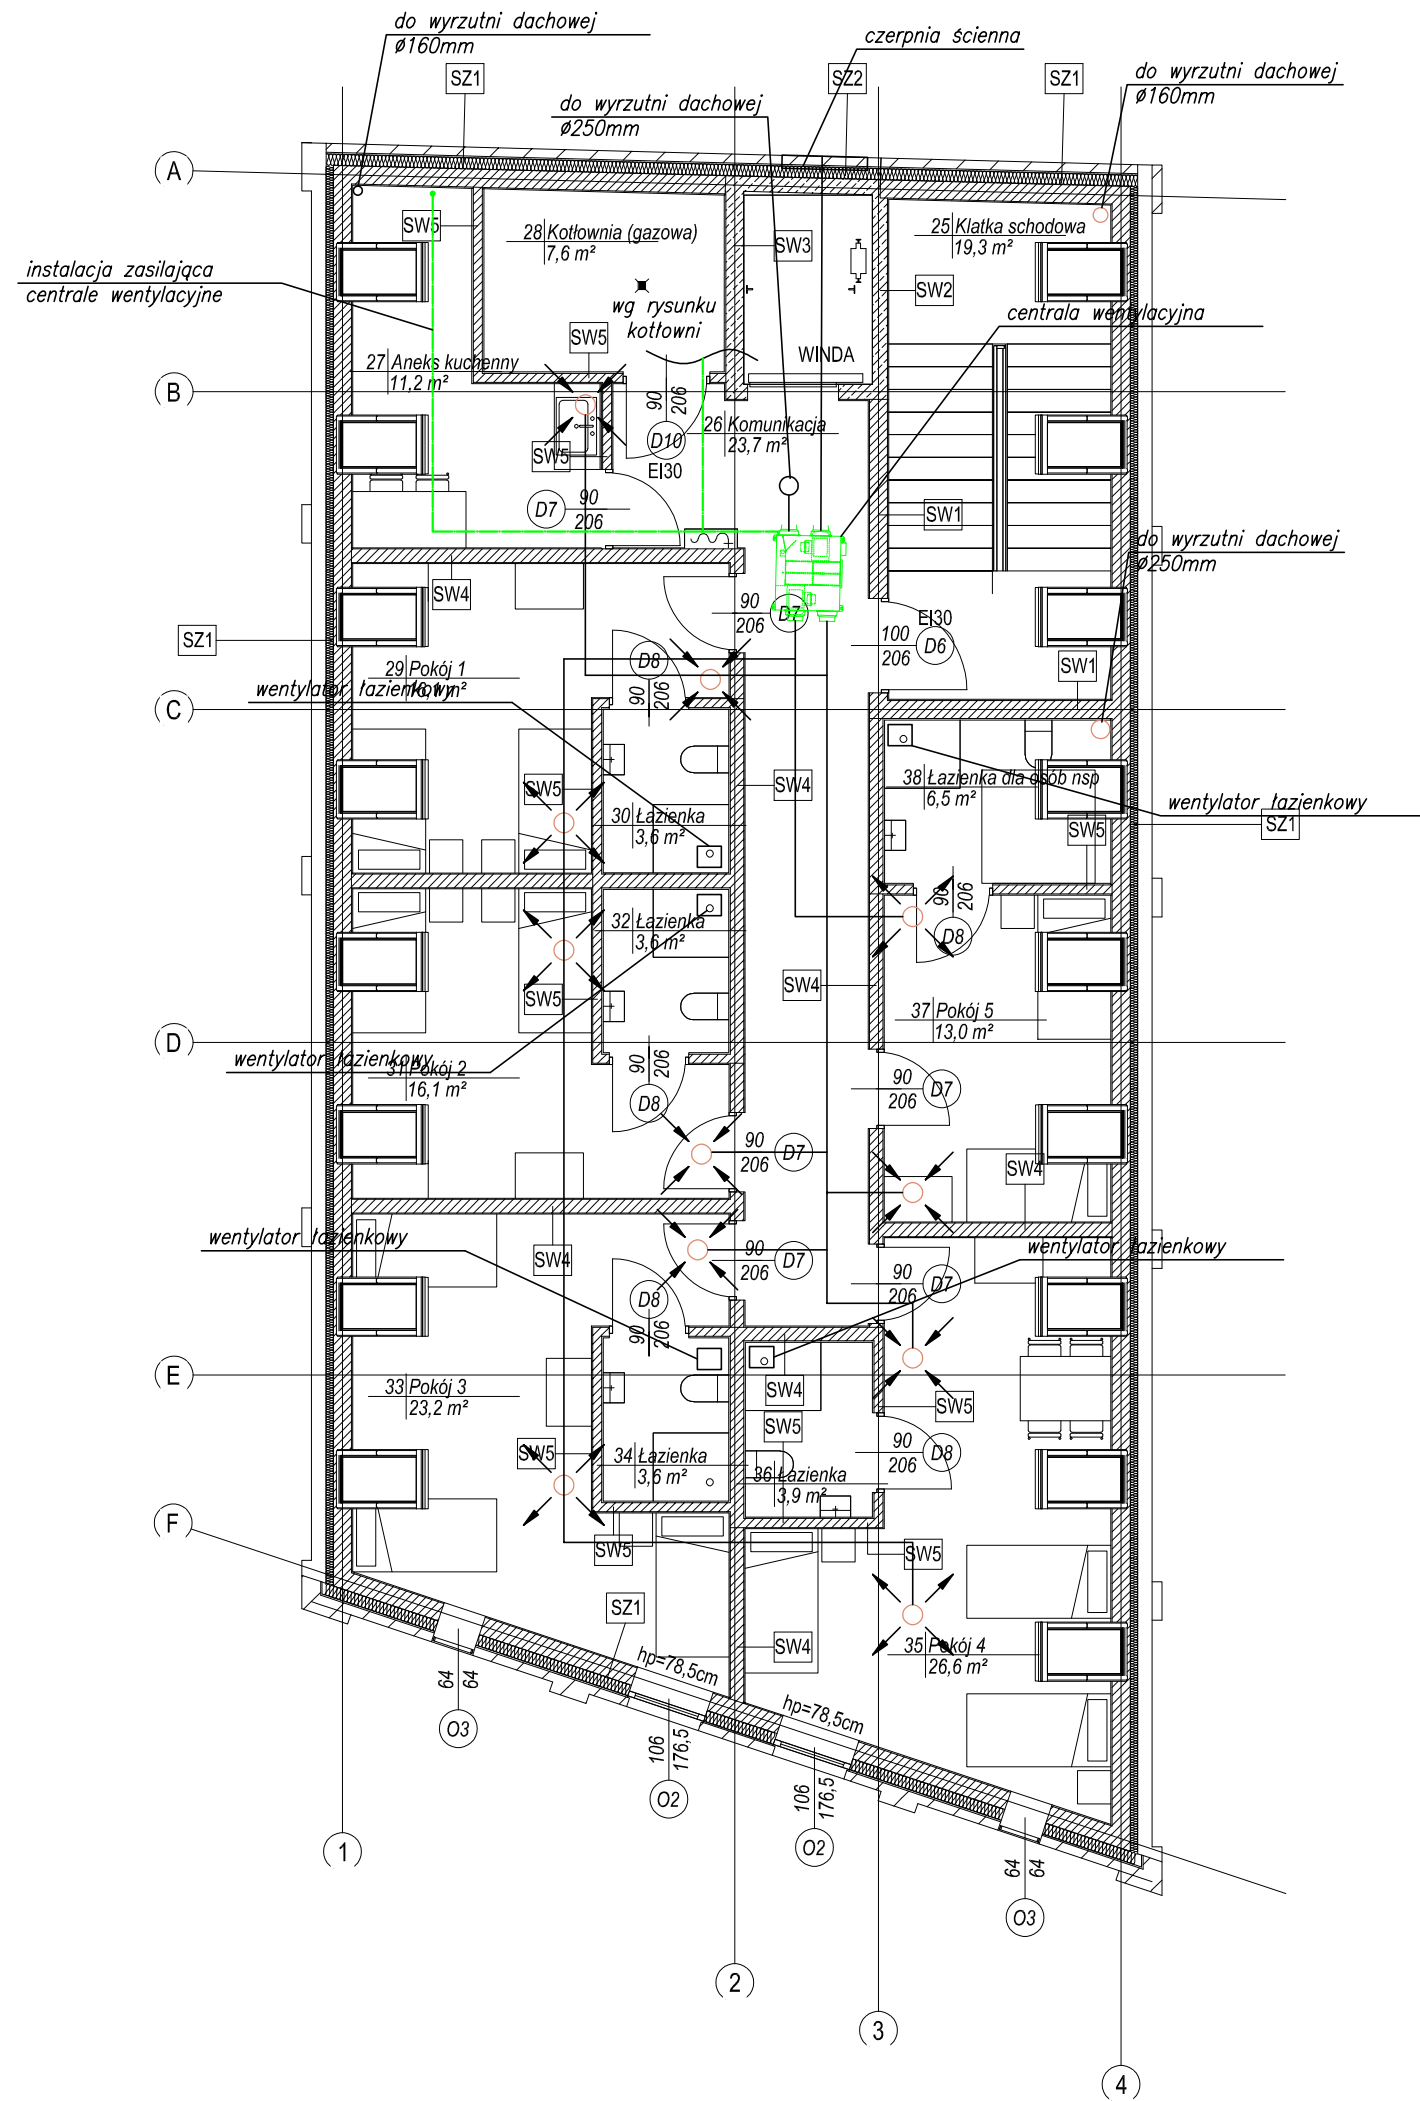 do wyrzutni dachowej
ø160mm
czerpnia ścienna
SZ1
SZ2
SZ1
do wyrzutni dachowej
ø160mm
do wyrzutni dachowej
ø250mm
A
SW5
28 Kotłownia (gazowa)
7,6 m²
SW3
25 Klatka schodowa
19,3 m²
instalacja zasilająca
centrale wentylacyjne
SW2
wg rysunku
kotłowni
centrala wentylacyjna
SW5
WINDA
27 Aneks kuchenny
11,2 m²
B
90
206
26 Komunikacja
23,7 m²
D10
EI30
SW5
D7
90
206
SW1
do wyrzutni dachowej
ø250mm
SW4
90
206
D7
EI30
100
206
D6
SZ1
D8
90
206
SW1
29 Pokój 1
16,1 m²
wentylator łazienkowy
C
SW5
SW4
38 Łazienka dla osób nsp
6,5 m²
wentylator łazienkowy
30 Łazienka
3,6 m²
SW5
SZ1
90
206
32 Łazienka
3,6 m²
D8
SW5
SW4
37 Pokój 5
13,0 m²
D
wentylator łazienkowy
31 Pokój 2
16,1 m²
90
206
D8
90
206
D7
90
206
D7
SW4
wentylator łazienkowy
SW4
90
206
D7
wentylator łazienkowy
90
206
D7
D8
90
206
E
33 Pokój 3
23,2 m²
SW4
SW5
SW5
SW5
90
206
D8
34 Łazienka
3,6 m²
36 Łazienka
3,9 m²
F
SW5
SW5
SZ1
SW4
35 Pokój 4
26,6 m²
hp=78,5cm
hp=78,5cm
64
64
O3
106
176,5
O2
106
176,5
O2
1
64
64
O3
2
3
4